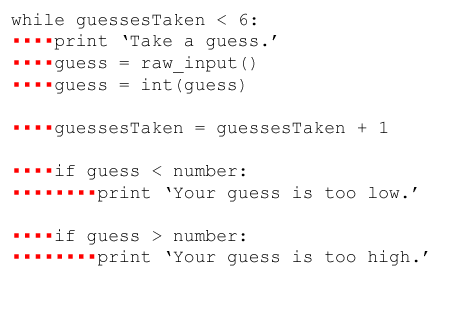 while guessesTaken < 6:
▪▪▪▪print ‘Take a guess.’
▪▪▪▪guess = raw_input()
▪▪▪▪guess = int(guess)
▪▪▪▪guessesTaken = guessesTaken + 1
▪▪▪▪if guess < number:
▪▪▪▪▪▪▪▪print ‘Your guess is too low.’
▪▪▪▪if guess > number:
▪▪▪▪▪▪▪▪print ‘Your guess is too high.’